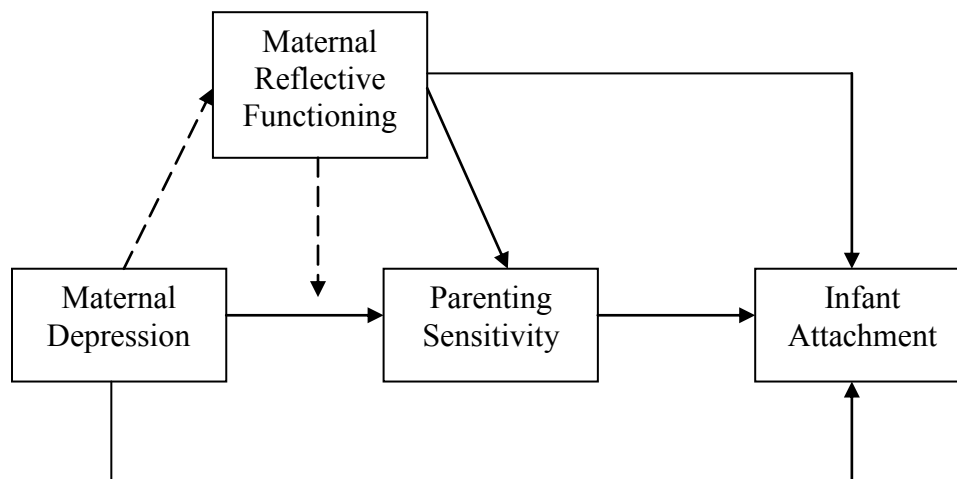 Maternal
Reflective
Functioning
Maternal
Depression
Parenting
Sensitivity
Infant
Attachment